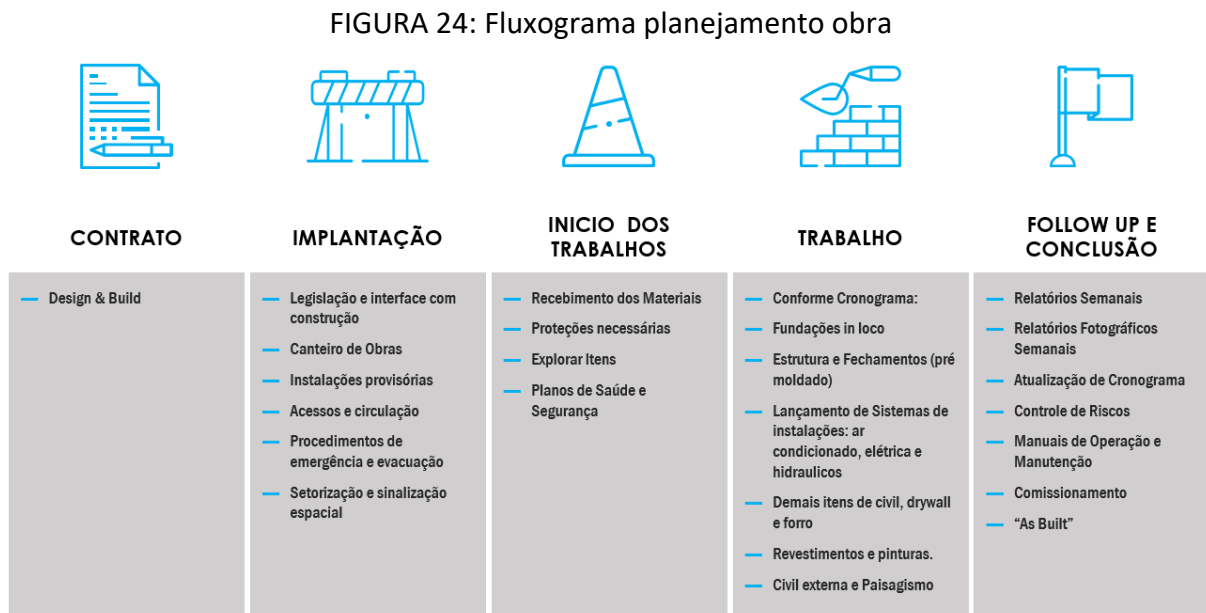 FIGURA 24: Fluxograma planejamento obra
CONTRATO
Design & Build
IMPLANTAÇÃO
Legislação e interface com
construção
Canteiro de Obras
Instalações provisórias
Acessos e circulação
Procedimentos de
emergência e evacuação
Setorização e sinalização
espacial
INICIO DOS
TRABALHOS
Recebimento dos Materiais
Proteções necessárias
Explorar Itens
Planos de Saúde e
Segurança
TRABALHO
Conforme Cronograma:
Fundações in loco
Estrutura e Fechamentos (pré
moldado)
Lançamento de Sistemas de
instalações: ar
condicionado, elétrica e
hidraulicos
Demais itens de civil, drywall
e forro
Revestimentos e pinturas.
Civil externa e Paisagismo
FOLLOW UP E
CONCLUSÃO
Relatórios Semanais
Relatórios Fotográficos
Semanais
Atualização de Cronograma
Controle de Riscos
Manuais de Operação e
Manutenção
Comissionamento
“As Built”